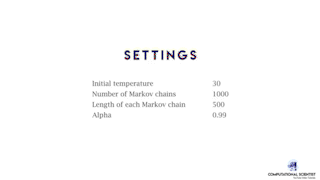 SETTINGS
Initial temperature 30
Number of Markov chains 1000
Length of each Markov chain 500
Alpha 0.99
COMPUTATIONAL SCIENTIST